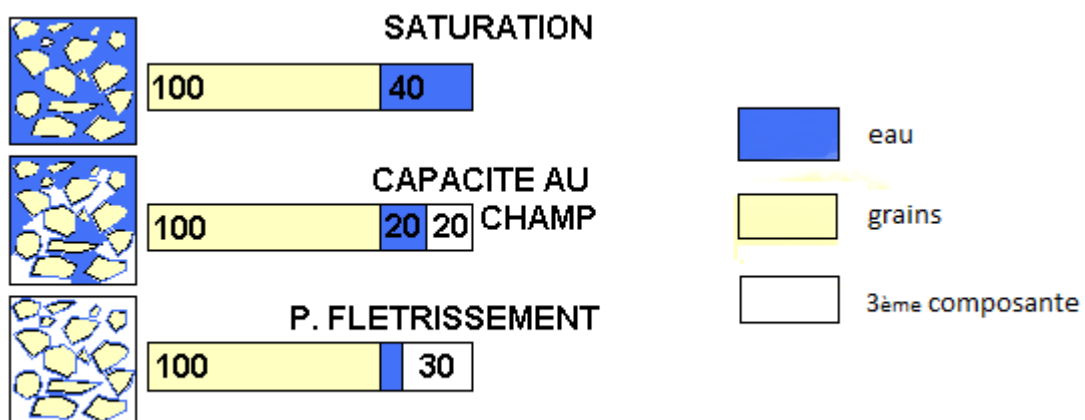 SATURATION
100 40
CAPACITE AU
CHAMP
100 20 20
P. FLETRISSEMENT
100 30
eau
grains
3ème composante